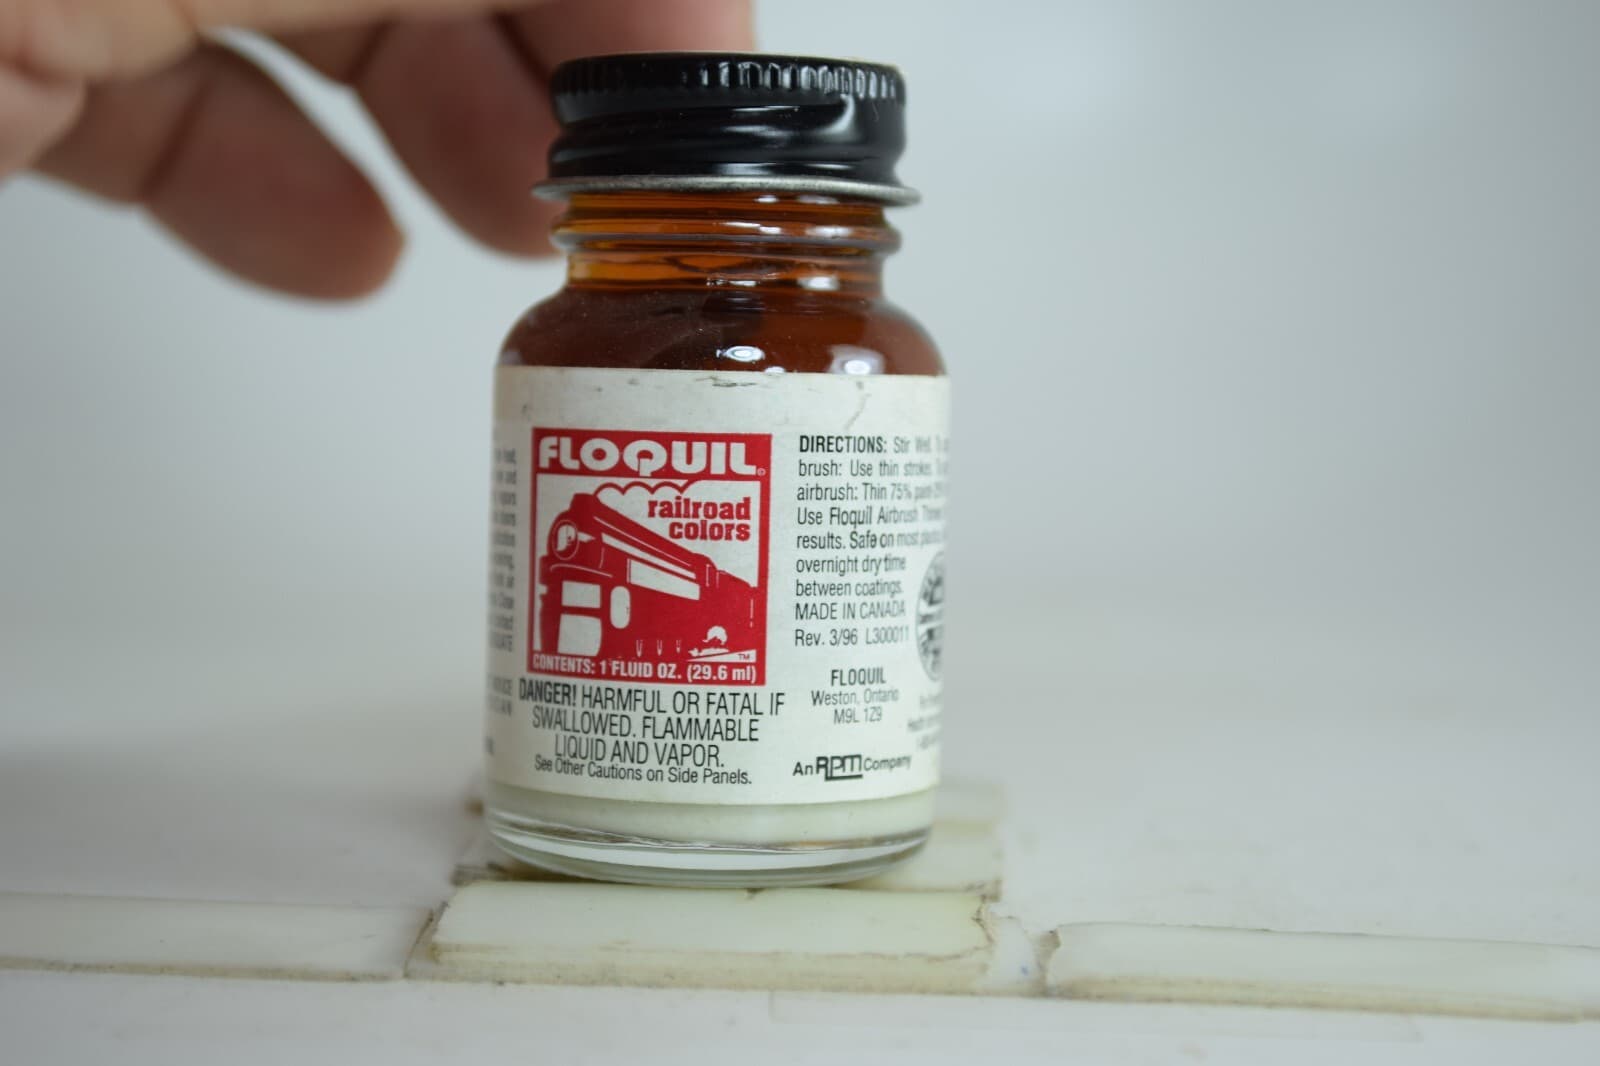 FLOQUIL
railroad
colors
CONTENTS: 1 FLUID OZ. (29.6 ml)
DANGER! HARMFUL OR FATAL IF
SWALLOWED. FLAMMABLE
LIQUID AND VAPOR.
See Other Cautions on Side Panels.
DIRECTIONS: Stir Well.
brush: Use thin strokes.
airbrush: Thin 75%
Use Floquil Airbrush
results. Safe on most
overnight dry time
between coatings.
MADE IN CANADA
Rev. 3/96 L300011
FLOQUIL
Weston, Ontario
M9L 1Z9
An RPM Company